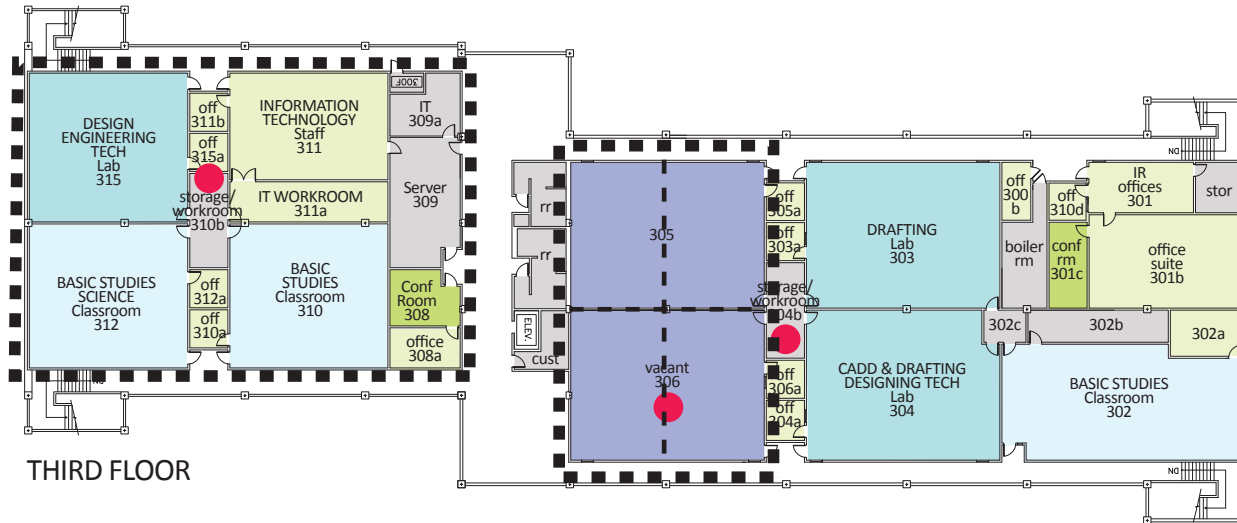 300F
DESIGN
ENGINEERING
TECH
Lab
315
off
311b
off
315a
INFORMATION
TECHNOLOGY
Staff
311
IT
309a
storage/
workroom
310b
IT WORKROOM
311a
Server
309
BASIC STUDIES
SCIENCE
Classroom
312
off
312a
off
310a
BASIC
STUDIES
Classroom
310
Conf
Room
308
office
308a
DN
rr
rr
ELEV.
cust
305
vacant
306
off
305a
off
303a
storage/
workroom
304b
off
306a
off
304a
DRAFTING
Lab
303
CADD & DRAFTING
DESIGNING TECH
Lab
304
off
300
b
boiler
rm
off
310d
conf
rm
301c
IR
offices
301
stor
office
suite
301b
302c
302b
302a
BASIC STUDIES
Classroom
302
DN
DN
THIRD FLOOR